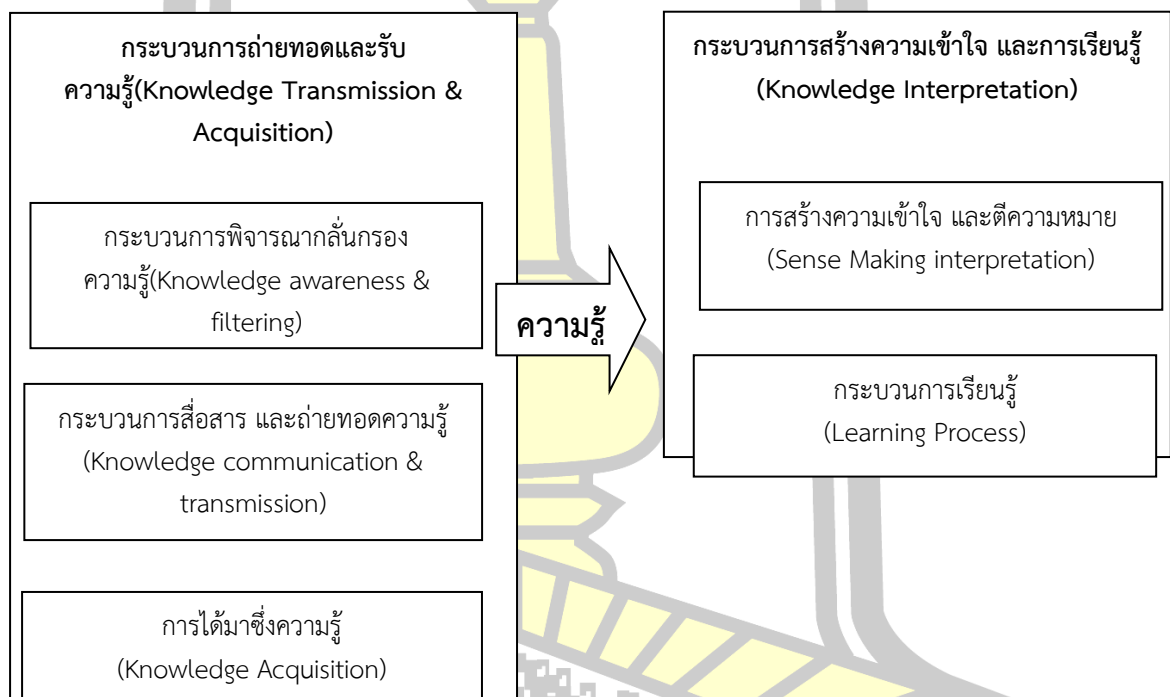 กระบวนการถ่ายทอดและรับ
ความรู้(Knowledge Transmission &
Acquisition)
กระบวนการพิจารณากลั่นกรอง
ความรู้(Knowledge awareness &
filtering)
กระบวนการสื่อสาร และถ่ายทอดความรู้
(Knowledge communication &
transmission)
การได้มาซึ่งความรู้
(Knowledge Acquisition)
ความรู้
กระบวนการสร้างความเข้าใจ และการเรียนรู้
(Knowledge Interpretation)
การสร้างความเข้าใจ และตีความหมาย
(Sense Making interpretation)
กระบวนการเรียนรู้
(Learning Process)